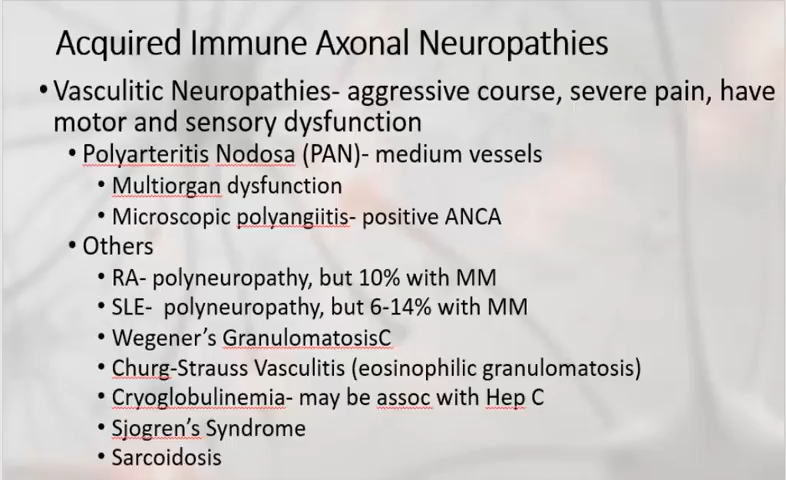 Acquired Immune Axonal Neuropathies
• Vasculitic Neuropathies- aggressive course, severe pain, have
motor and sensory dysfunction
• Polyarteritis Nodosa (PAN)- medium vessels
• Multiorgan dysfunction
• Microscopic polyangiitis- positive ANCA
• Others
• RA- polyneuropathy, but 10% with MM
• SLE- polyneuropathy, but 6-14% with MM
• Wegener's GranulomatosisC
• Churg-Strauss Vasculitis (eosinophilic granulomatosis)
• Cryoglobulinemia- may be assoc with Hep C
• Sjogren's Syndrome
• Sarcoidosis